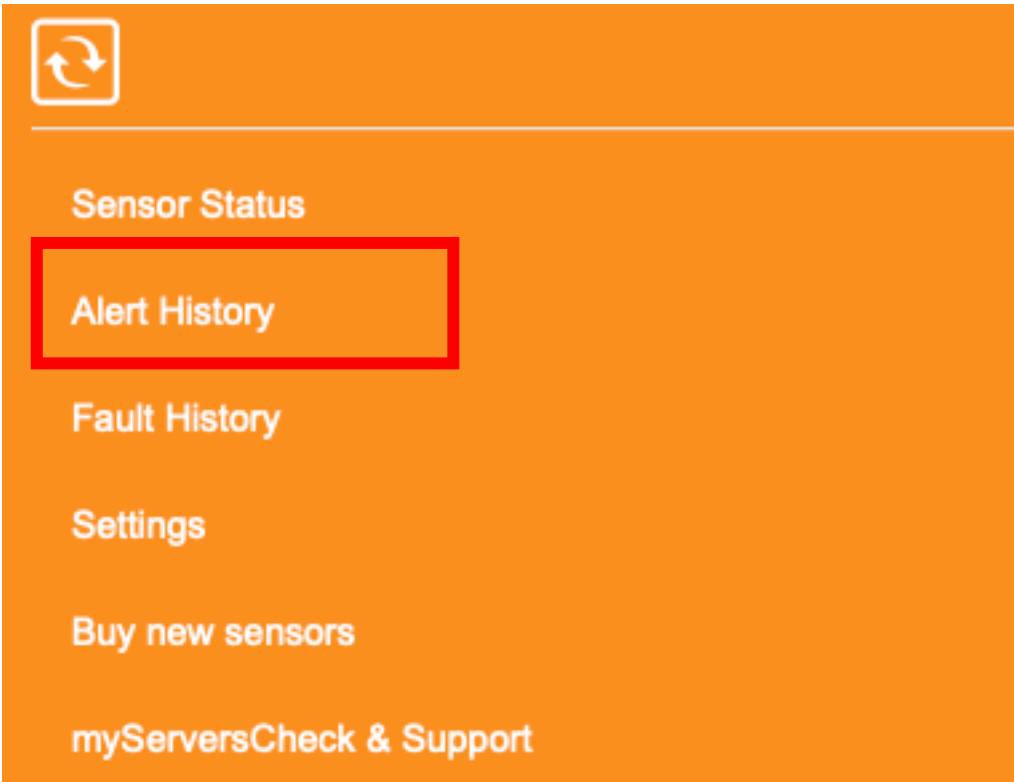 Sensor Status
Alert History
Fault History
Settings
Buy new sensors
myServersCheck & Support